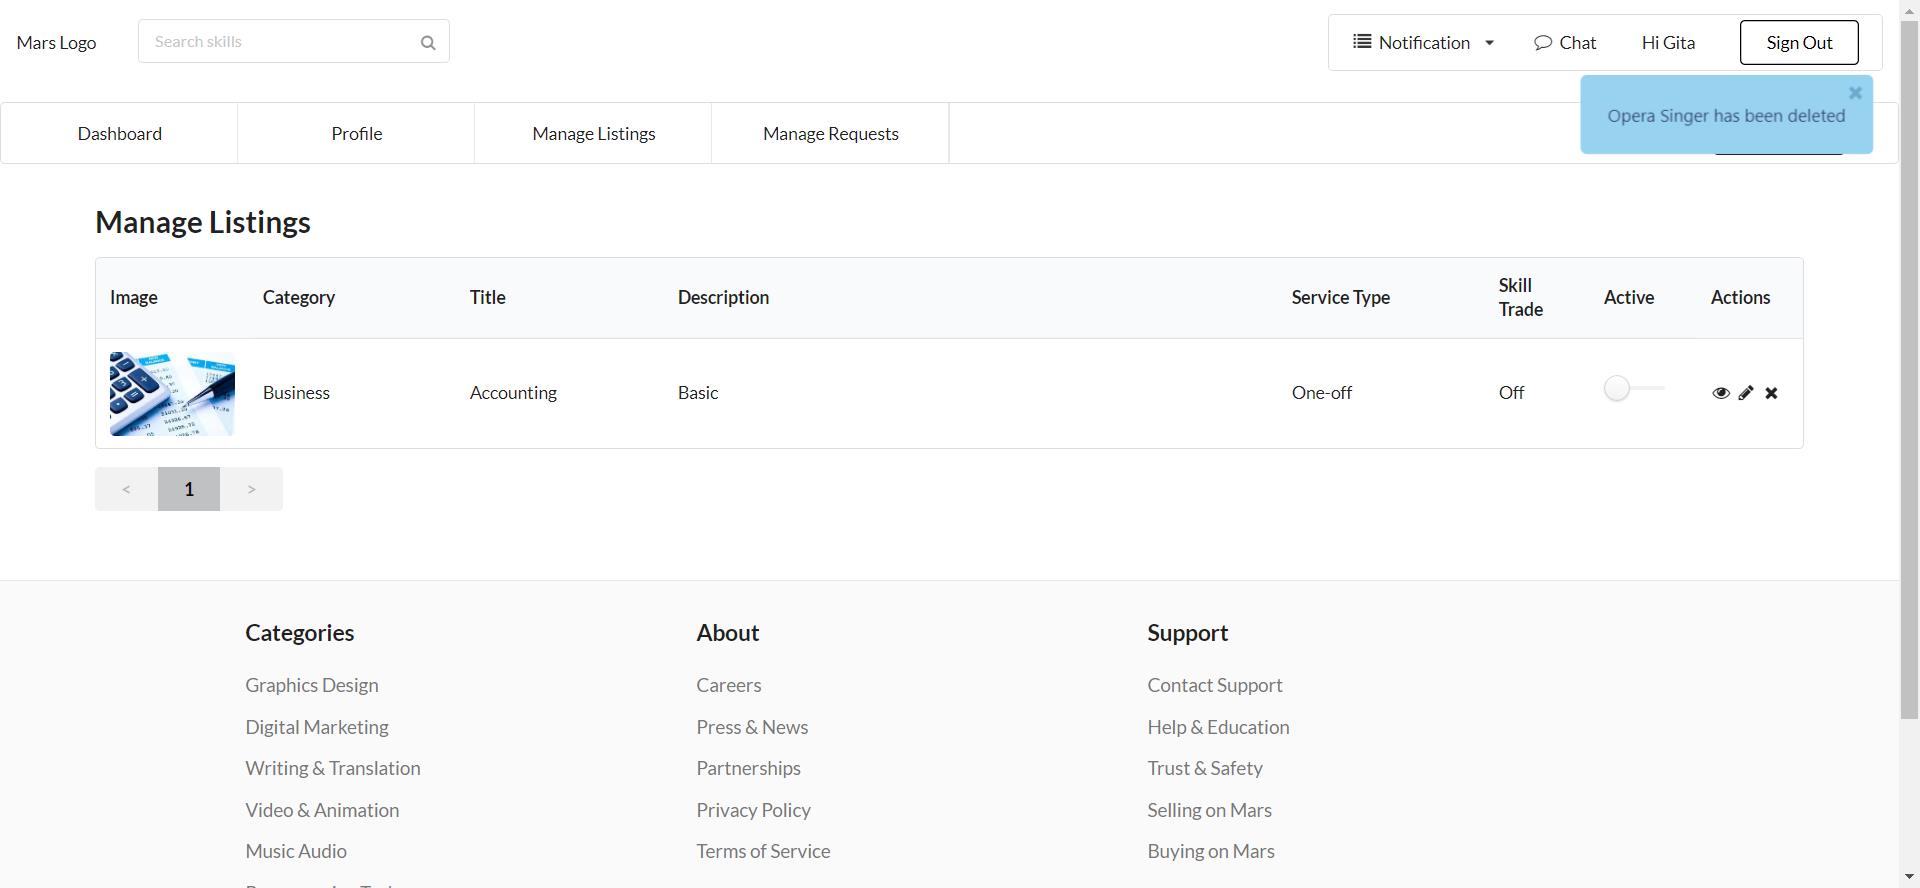 Mars Logo
Search skills
Notification
Chat
Hi Gita
Sign Out
Opera Singer has been deleted
Dashboard
Profile
Manage Listings
Manage Requests
Manage Listings
Image
Category
Title
Description
Service Type
Skill
Trade
Active
Actions
Business
Accounting
Basic
One-off
Off
<
1
>
Categories
Graphics Design
Digital Marketing
Writing & Translation
Video & Animation
Music Audio
About
Careers
Press & News
Partnerships
Privacy Policy
Terms of Service
Support
Contact Support
Help & Education
Trust & Safety
Selling on Mars
Buying on Mars